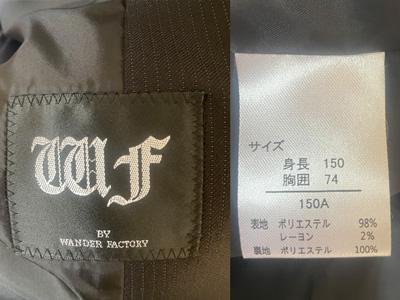 WF
BY
WANDER FACTORY
サイズ
身長 150
胸囲 74
150A
表地 ポリエステル 98%
レーヨン 2%
裏地 ポリエステル 100%